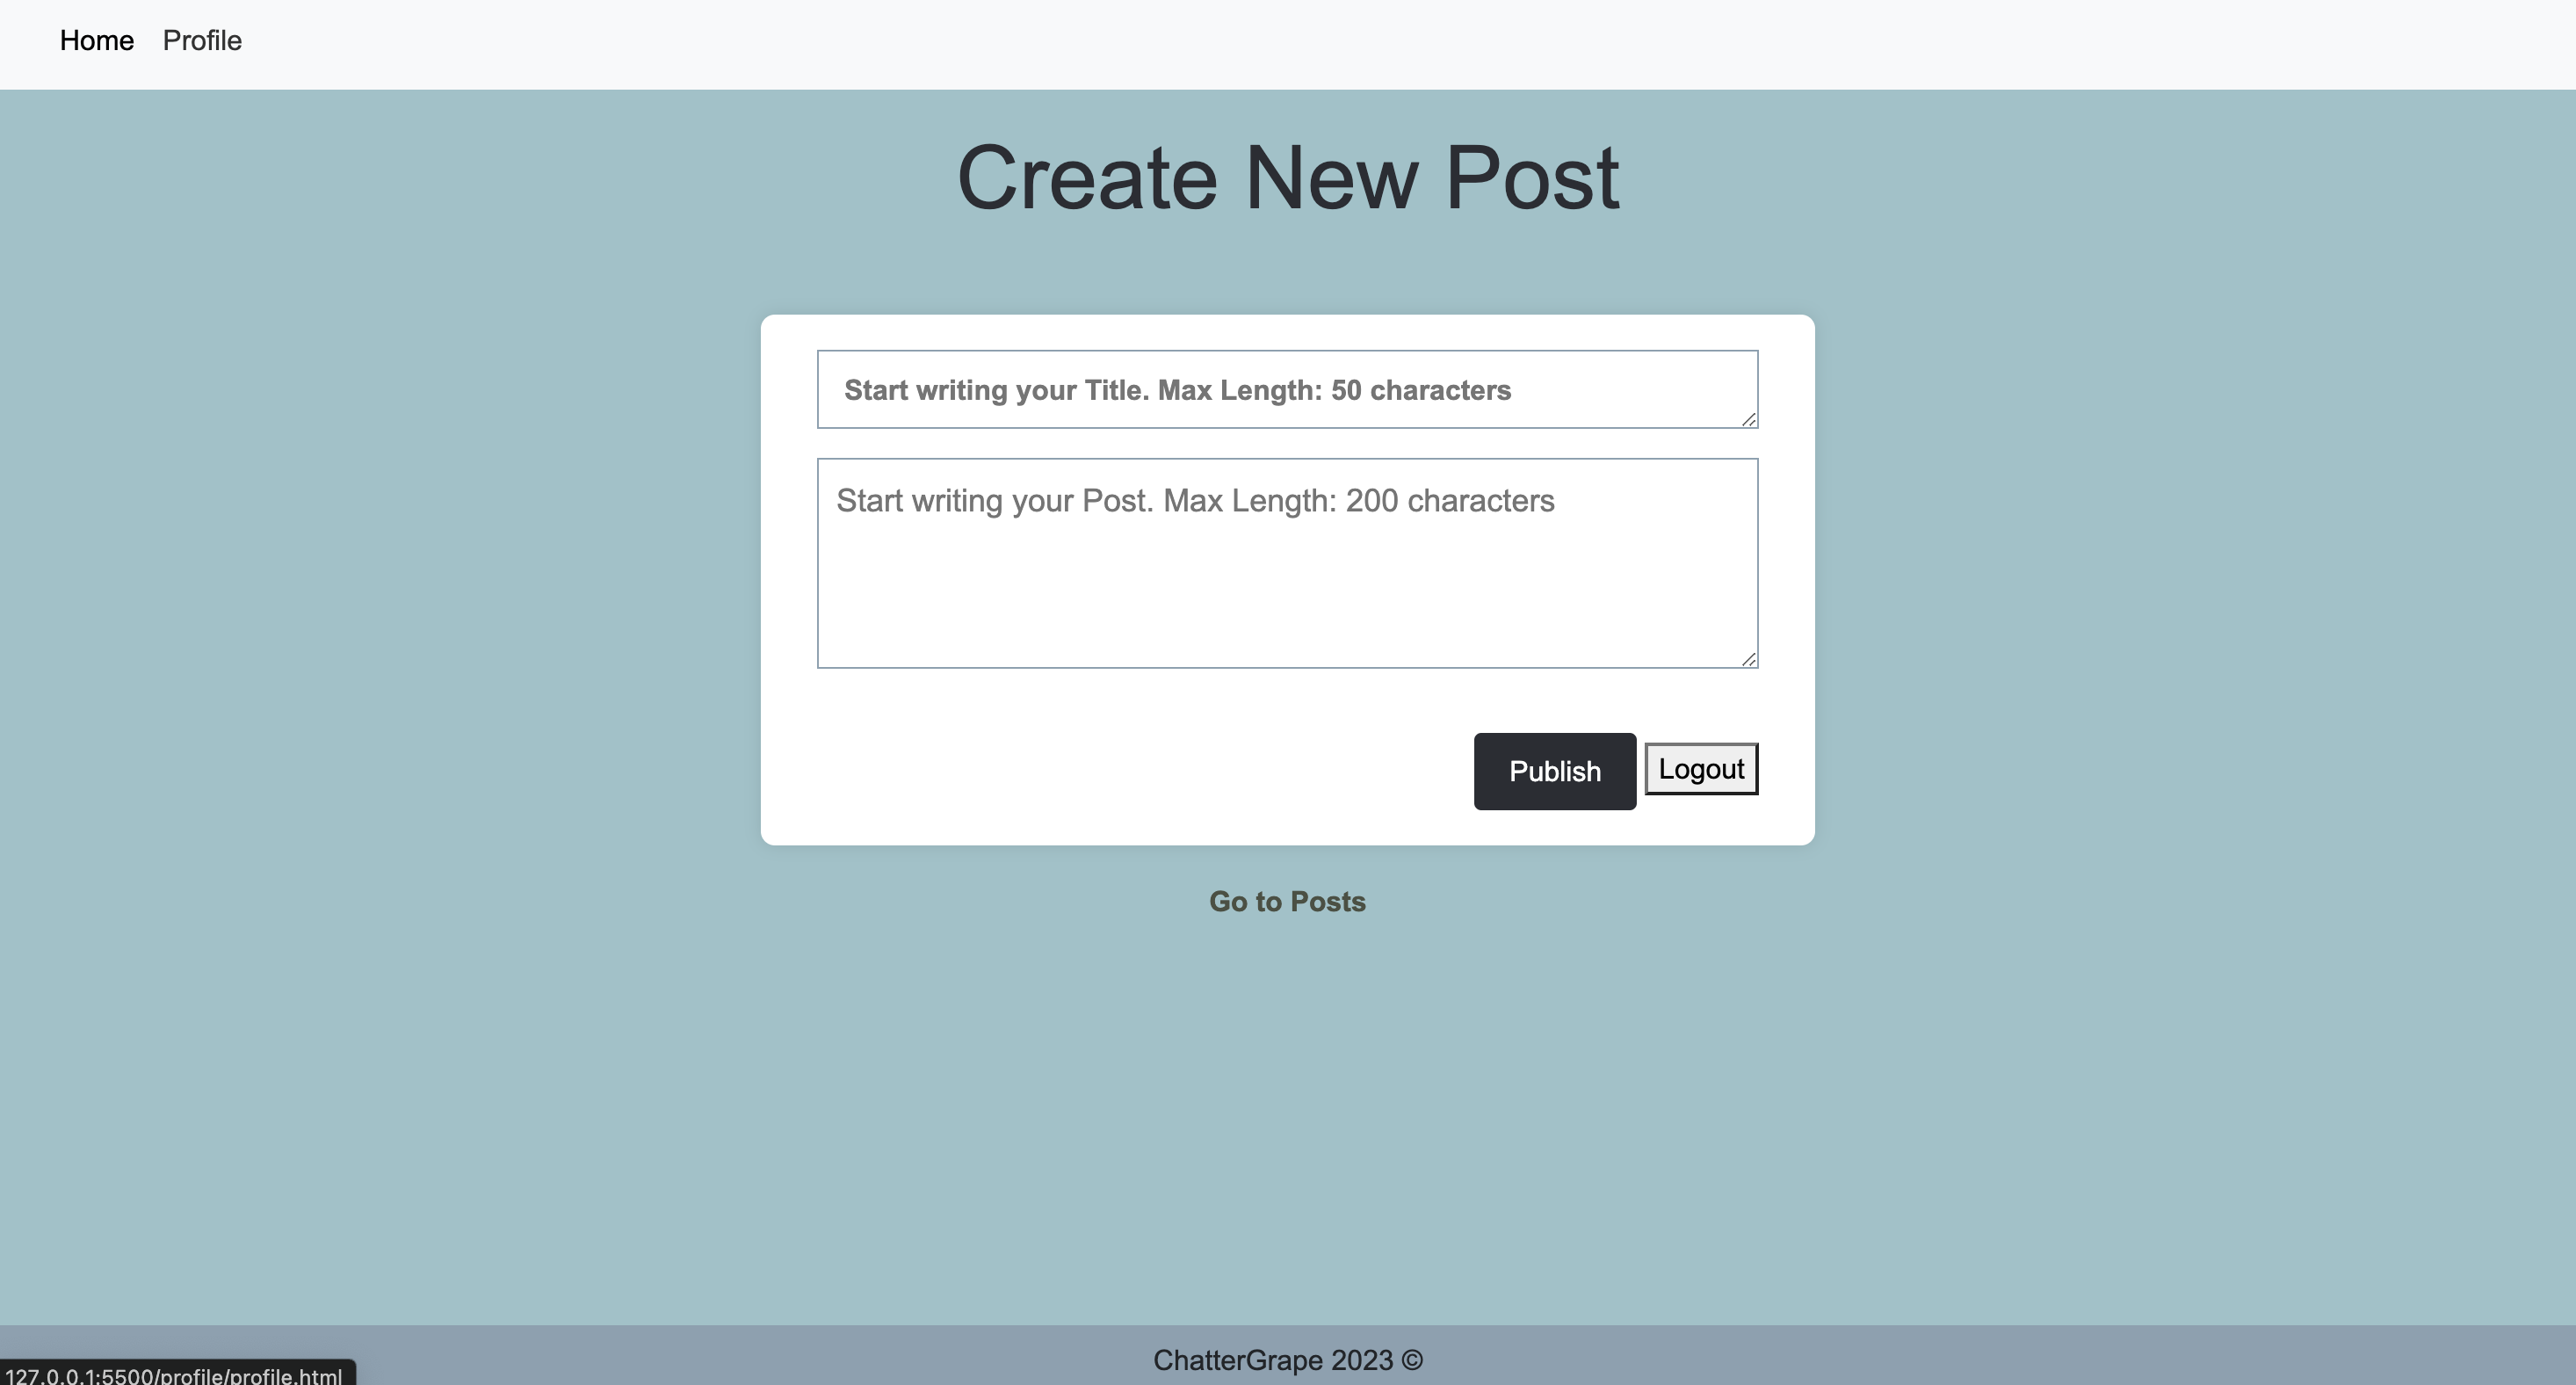 Home Profile
Create New Post
Start writing your Title. Max Length: 50 characters
Start writing your Post. Max Length: 200 characters
Publish Logout
Go to Posts
ChatterGrape 2023 ©
127.0.0.1:5500/profile/profile.html